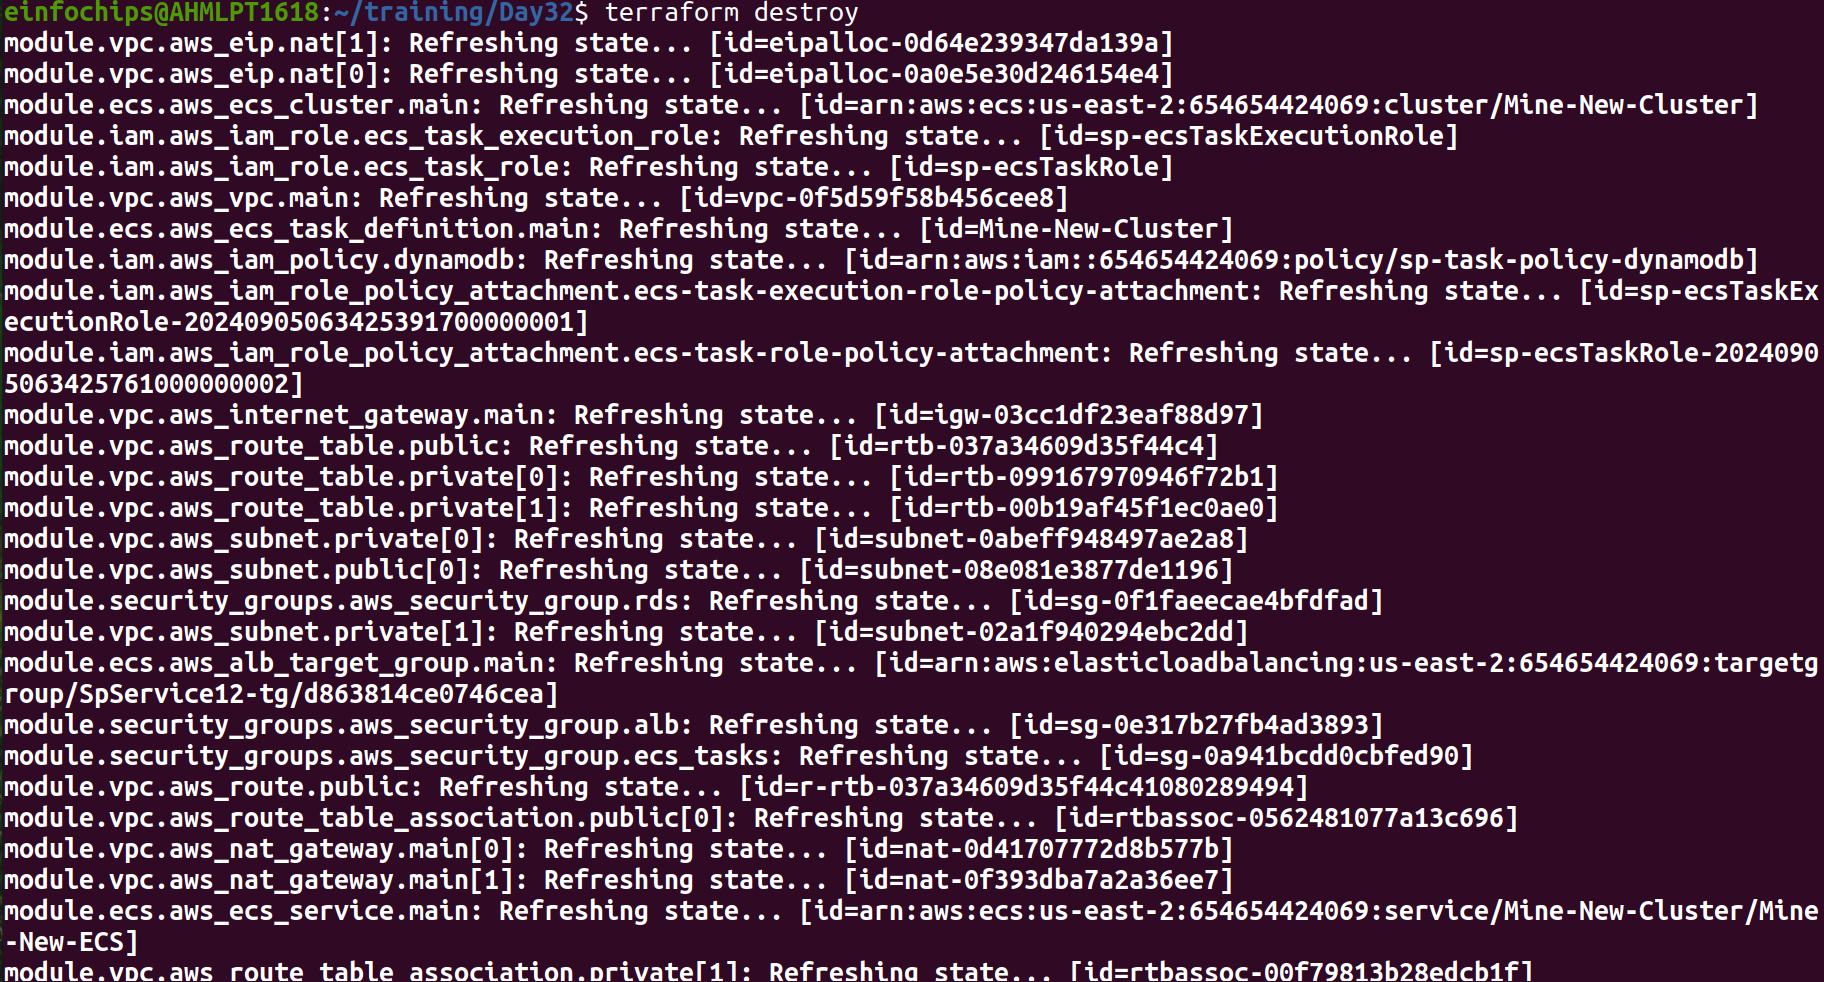 einfochips@AHMLPT1618:~/training/Day32$ terraform destroy
module.vpc.aws_eip.nat[1]: Refreshing state... [id=eipalloc-0d64e239347da139a]
module.vpc.aws_eip.nat[0]: Refreshing state... [id=eipalloc-0a0e5e30d246154e4]
module.ecs.aws_ecs_cluster.main: Refreshing state... [id=arn:aws:ecs:us-east-2:654654424069:cluster/Mine-New-Cluster]
module.iam.aws_iam_role.ecs_task_execution_role: Refreshing state... [id=sp-ecsTaskExecutionRole]
module.iam.aws_iam_role.ecs_task_role: Refreshing state... [id=sp-ecsTaskRole]
module.vpc.aws_vpc.main: Refreshing state... [id=vpc-0f5d59f58b456cee8]
module.ecs.aws_ecs_task_definition.main: Refreshing state... [id=Mine-New-Cluster]
module.iam.aws_iam_policy.dynamodb: Refreshing state... [id=arn:aws:iam::654654424069:policy/sp-task-policy-dynamodb]
module.iam.aws_iam_role_policy_attachment.ecs-task-execution-role-policy-attachment: Refreshing state... [id=sp-ecsTaskEx
ecutionRole-20240905063425391700000001]
module.iam.aws_iam_role_policy_attachment.ecs-task-role-policy-attachment: Refreshing state... [id=sp-ecsTaskRole-2024090
5063425761000000002]
module.vpc.aws_internet_gateway.main: Refreshing state... [id=igw-03cc1df23eaf88d97]
module.vpc.aws_route_table.public: Refreshing state... [id=rtb-037a34609d35f44c4]
module.vpc.aws_route_table.private[0]: Refreshing state... [id=rtb-099167970946f72b1]
module.vpc.aws_route_table.private[1]: Refreshing state... [id=rtb-00b19af45f1ec0ae0]
module.vpc.aws_subnet.private[0]: Refreshing state... [id=subnet-0abeff948497ae2a8]
module.vpc.aws_subnet.public[0]: Refreshing state... [id=subnet-08e081e3877de1196]
module.security_groups.aws_security_group.rds: Refreshing state... [id=sg-0f1faeecae4bfdfad]
module.vpc.aws_subnet.private[1]: Refreshing state... [id=subnet-02a1f940294ebc2dd]
module.ecs.aws_alb_target_group.main: Refreshing state... [id=arn:aws:elasticloadbalancing:us-east-2:654654424069:targetg
roup/SpService12-tg/d863814ce0746cea]
module.security_groups.aws_security_group.alb: Refreshing state... [id=sg-0e317b27fb4ad3893]
module.security_groups.aws_security_group.ecs_tasks: Refreshing state... [id=sg-0a941bcdd0cbfed90]
module.vpc.aws_route.public: Refreshing state... [id=r-rtb-037a34609d35f44c41080289494]
module.vpc.aws_route_table_association.public[0]: Refreshing state... [id=rtbassoc-0562481077a13c696]
module.vpc.aws_nat_gateway.main[0]: Refreshing state... [id=nat-0d41707772d8b577b]
module.vpc.aws_nat_gateway.main[1]: Refreshing state... [id=nat-0f393dba7a2a36ee7]
module.ecs.aws_ecs_service.main: Refreshing state... [id=arn:aws:ecs:us-east-2:654654424069:service/Mine-New-Cluster/Mine
-New-ECS]
module.vpc.aws_route_table_association.private[1]: Refreshing state... [id=rtbassoc-00f79813b28edcb1f]